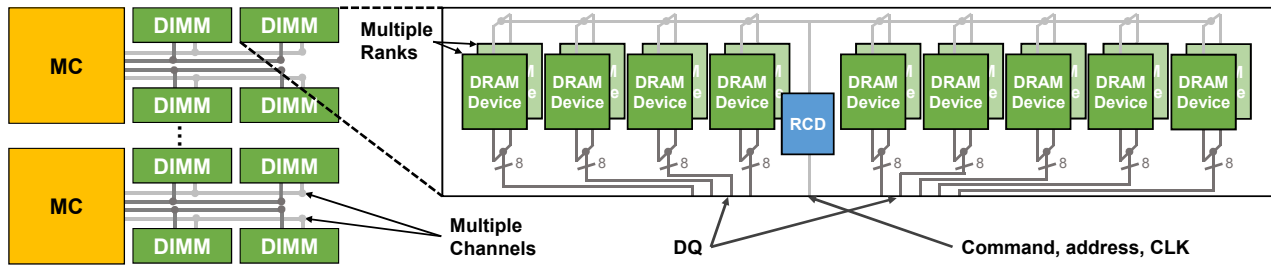 MC
DIMM
DIMM
DIMM
DIMM
MC
DIMM
DIMM
DIMM
DIMM
Multiple
Channels
Multiple
Ranks
DRAM
Device
DRAM
Device
DRAM
Device
DRAM
Device
RCD
DRAM
Device
DRAM
Device
DRAM
Device
DRAM
Device
DRAM
Device
8
8
8
8
8
8
8
8
8
DQ
Command, address, CLK